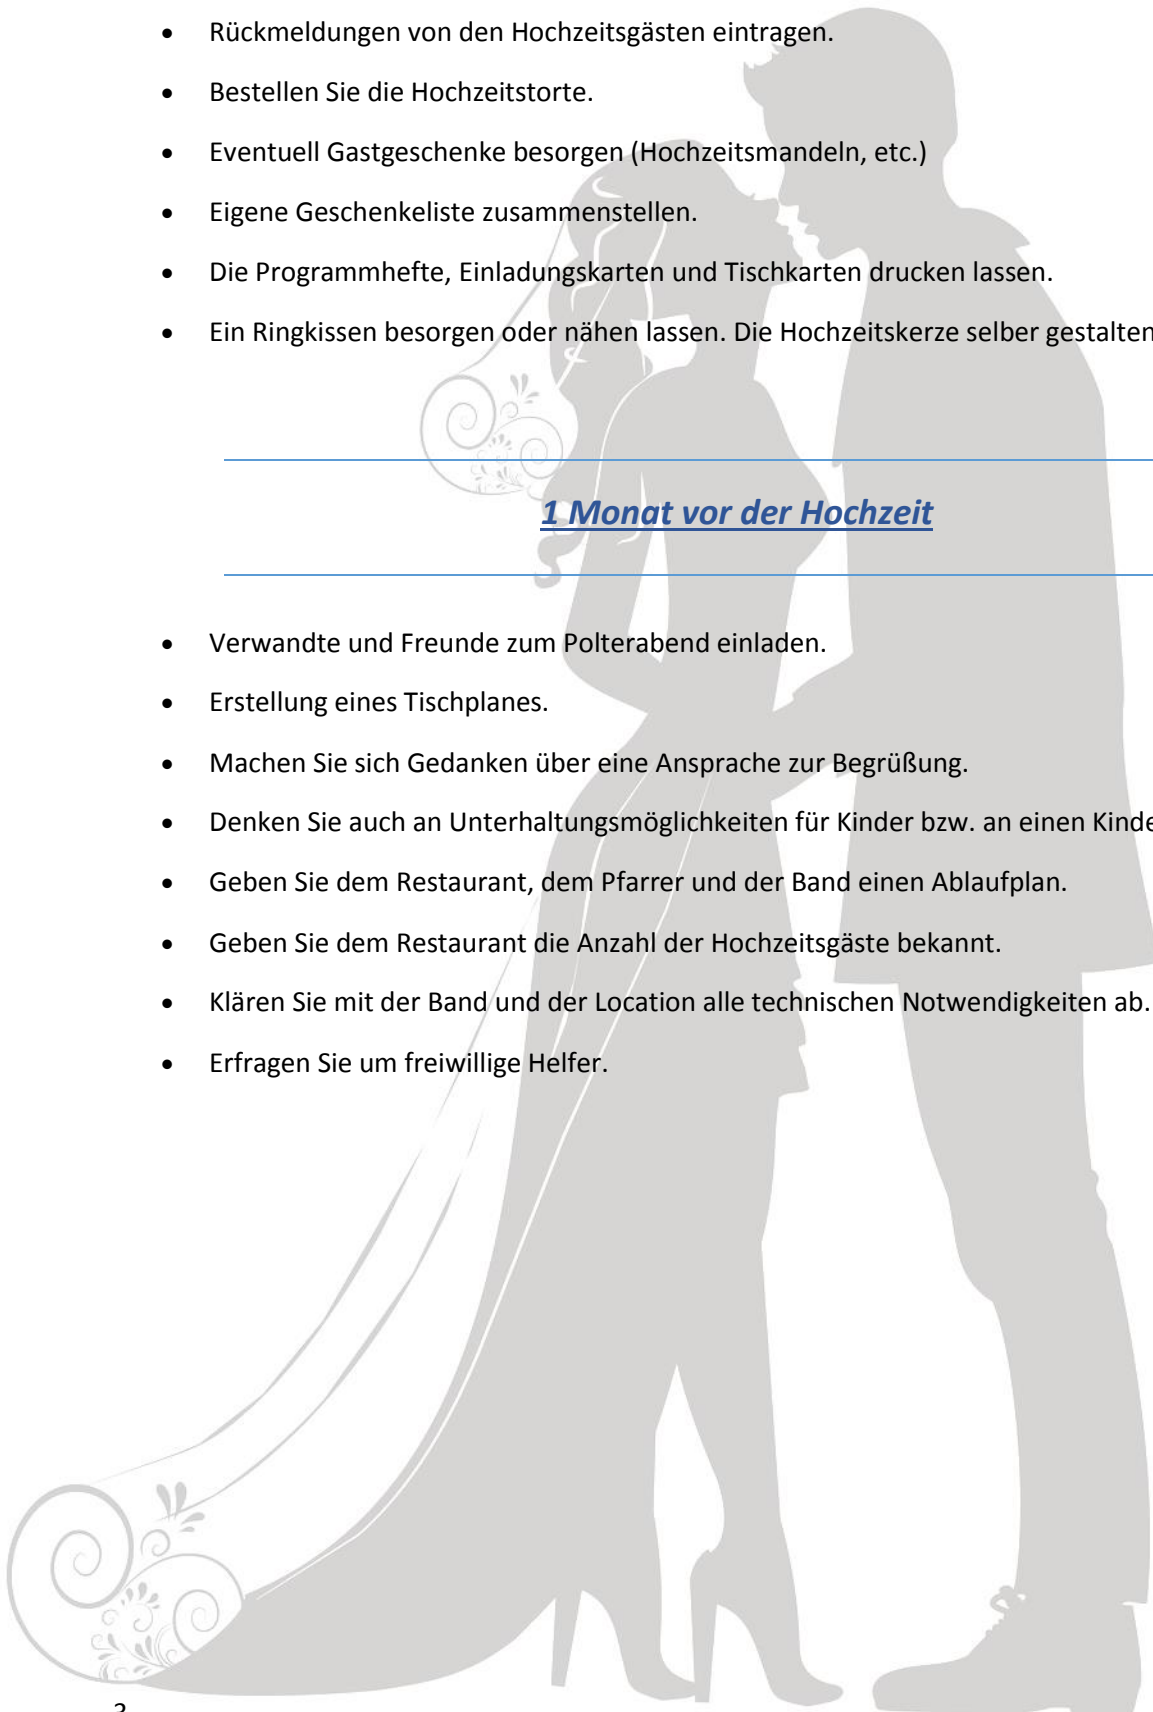 • Rückmeldungen von den Hochzeitsgästen eintragen.
• Bestellen Sie die Hochzeitstorte.
• Eventuell Gastgeschenke besorgen (Hochzeitsmandeln, etc.)
• Eigene Geschenkeliste zusammenstellen.
• Die Programmhefte, Einladungskarten und Tischkarten drucken lassen.
• Ein Ringkissen besorgen oder nähen lassen. Die Hochzeitskerze selber gestalten
1 Monat vor der Hochzeit
• Verwandte und Freunde zum Polterabend einladen.
• Erstellung eines Tischplanes.
• Machen Sie sich Gedanken über eine Ansprache zur Begrüßung.
• Denken Sie auch an Unterhaltungsmöglichkeiten für Kinder bzw. an einen
• Geben Sie dem Restaurant, dem Pfarrer und der Band einen Ablaufplan.
• Geben Sie dem Restaurant die Anzahl der Hochzeitsgäste bekannt.
• Klären Sie mit der Band und der Location alle technischen Notwendigkeiten ab.
• Erfragen Sie um freiwillige Helfer.